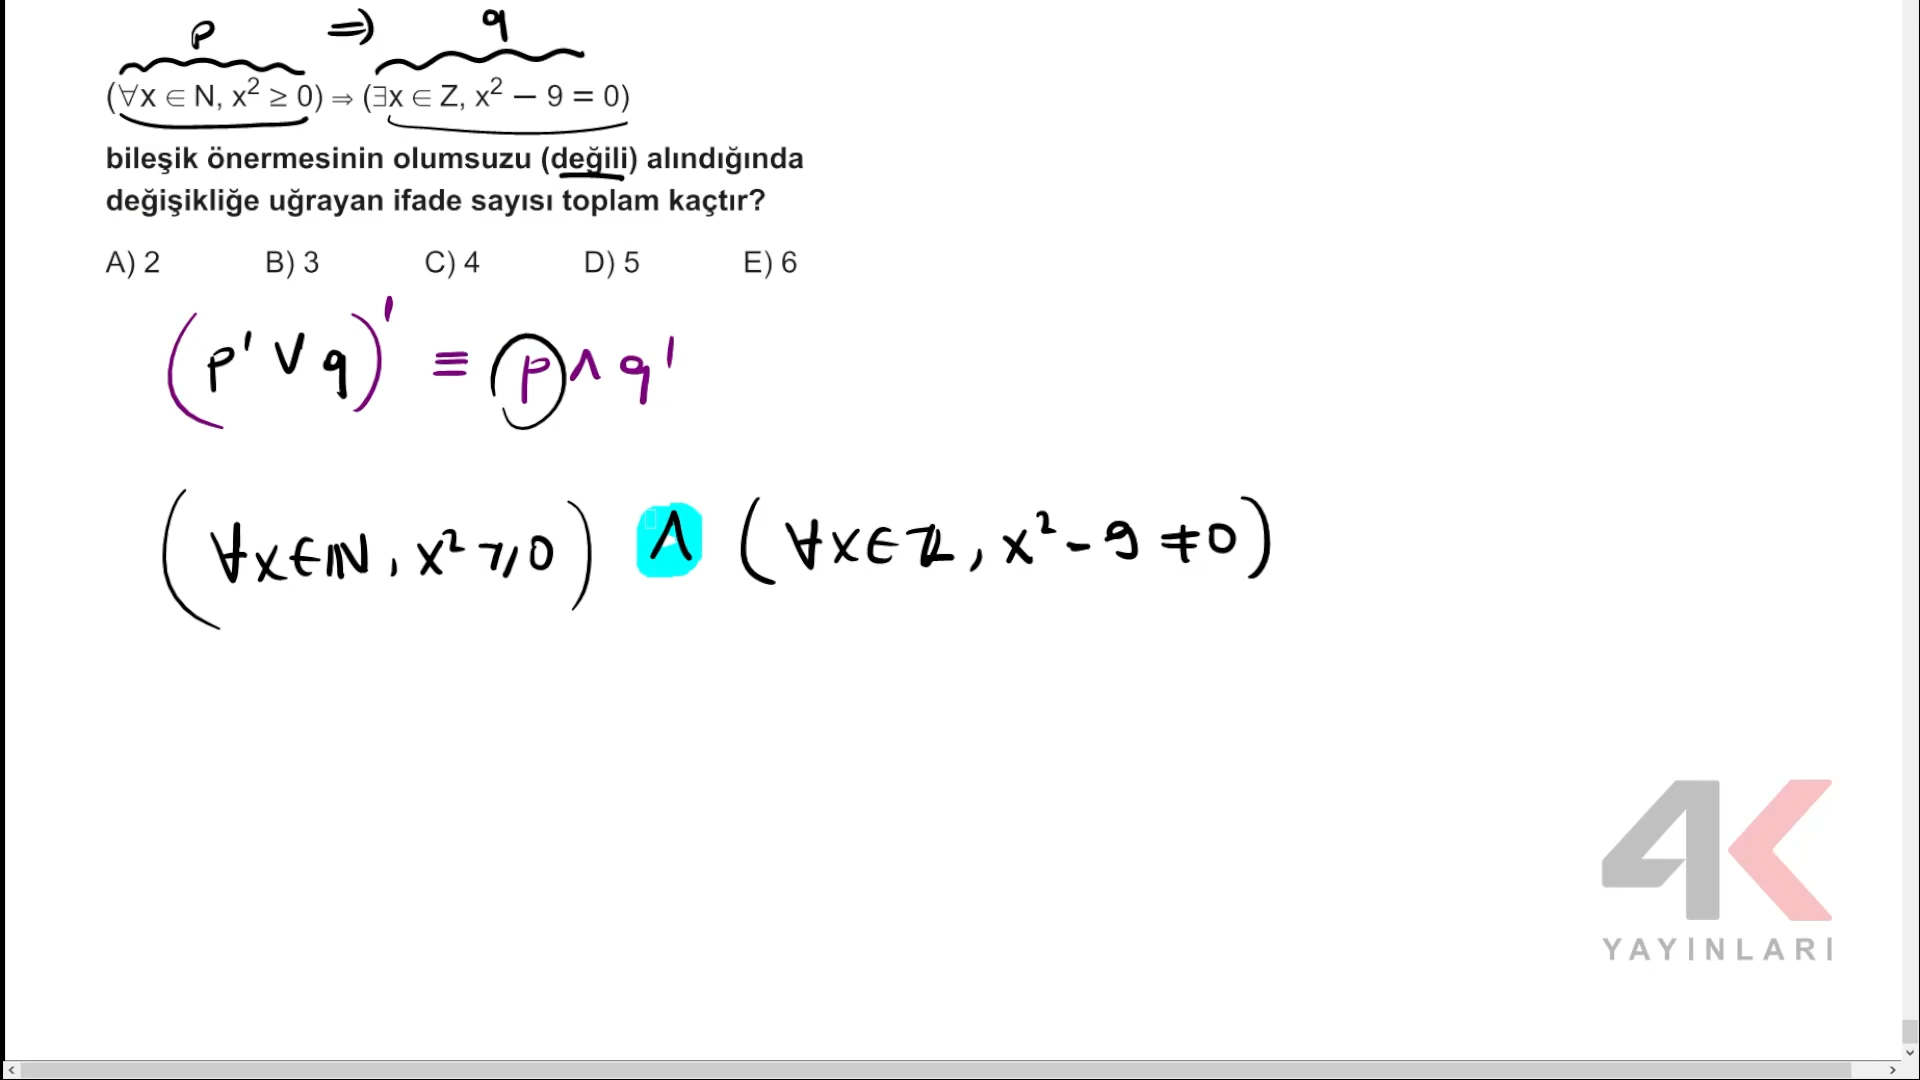 p ⇒ q
(∀x ∈ N, x² ≥ 0) ⇒ (∃x ∈ Z, x² − 9 = 0)
bileşik önermesinin olumsuzu (değili) alındığında
değişikliğe uğrayan ifade sayısı toplam kaçtır?
A) 2 B) 3 C) 4 D) 5 E) 6
(p' ∨ q)' ≡ p ∧ q'
(∀x∈ℕ, x² ≥ 0) ∧ (∀x∈ℤ, x² - 9 ≠ 0)
4K
YAYINLARI